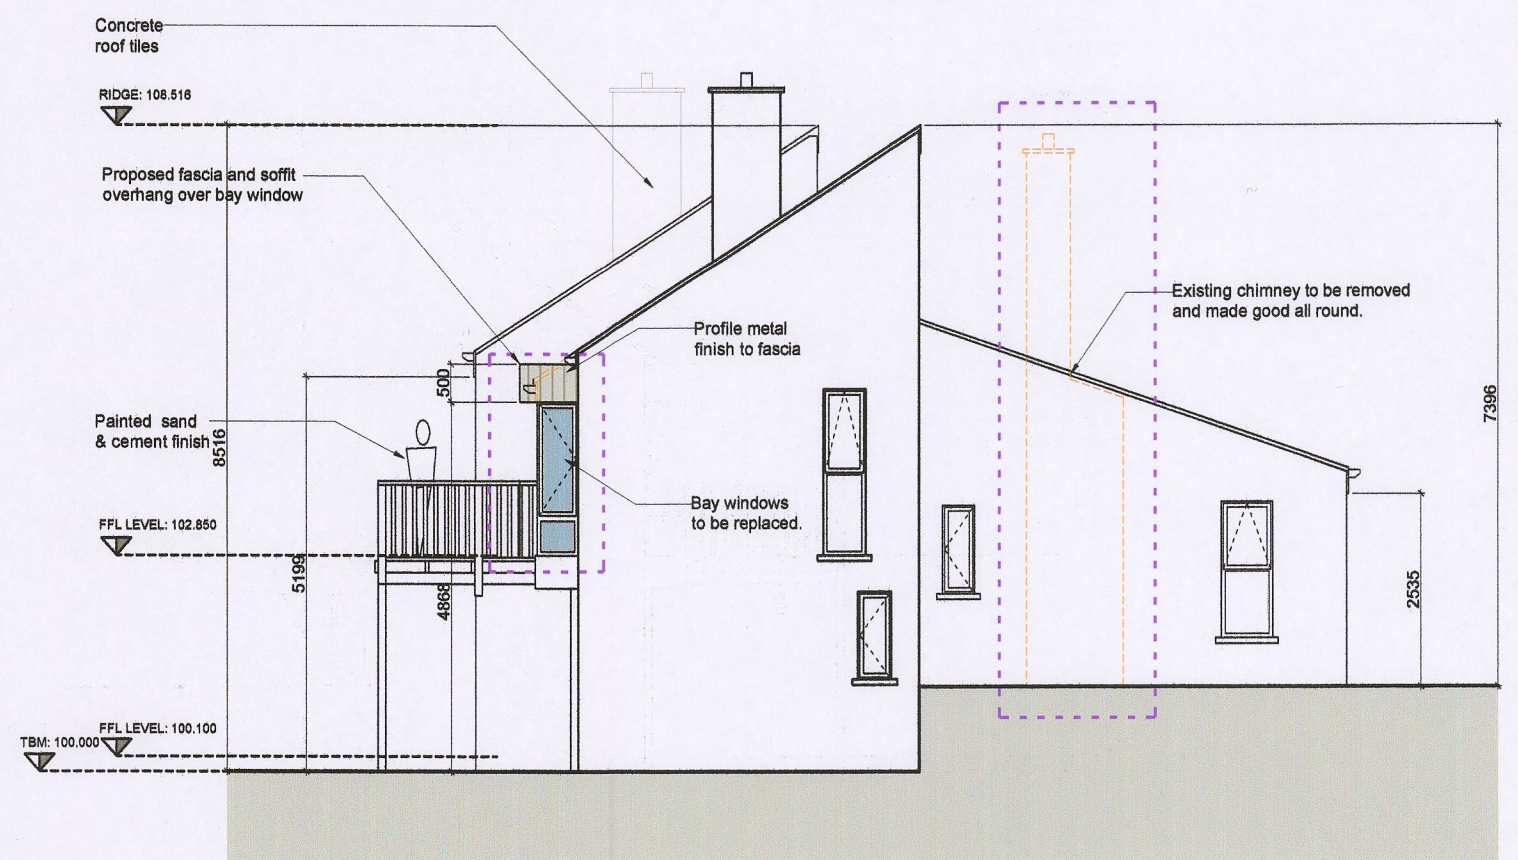 Concrete
roof tiles
RIDGE: 108.516
Proposed fascia and soffit
overhang over bay window
Existing chimney to be removed
and made good all round.
Profile metal
finish to fascia
500
7396
Painted sand
& cement finish
8516
Bay windows
to be replaced.
FFL LEVEL: 102.850
5199
4868
2535
FFL LEVEL: 100.100
TBM: 100.000